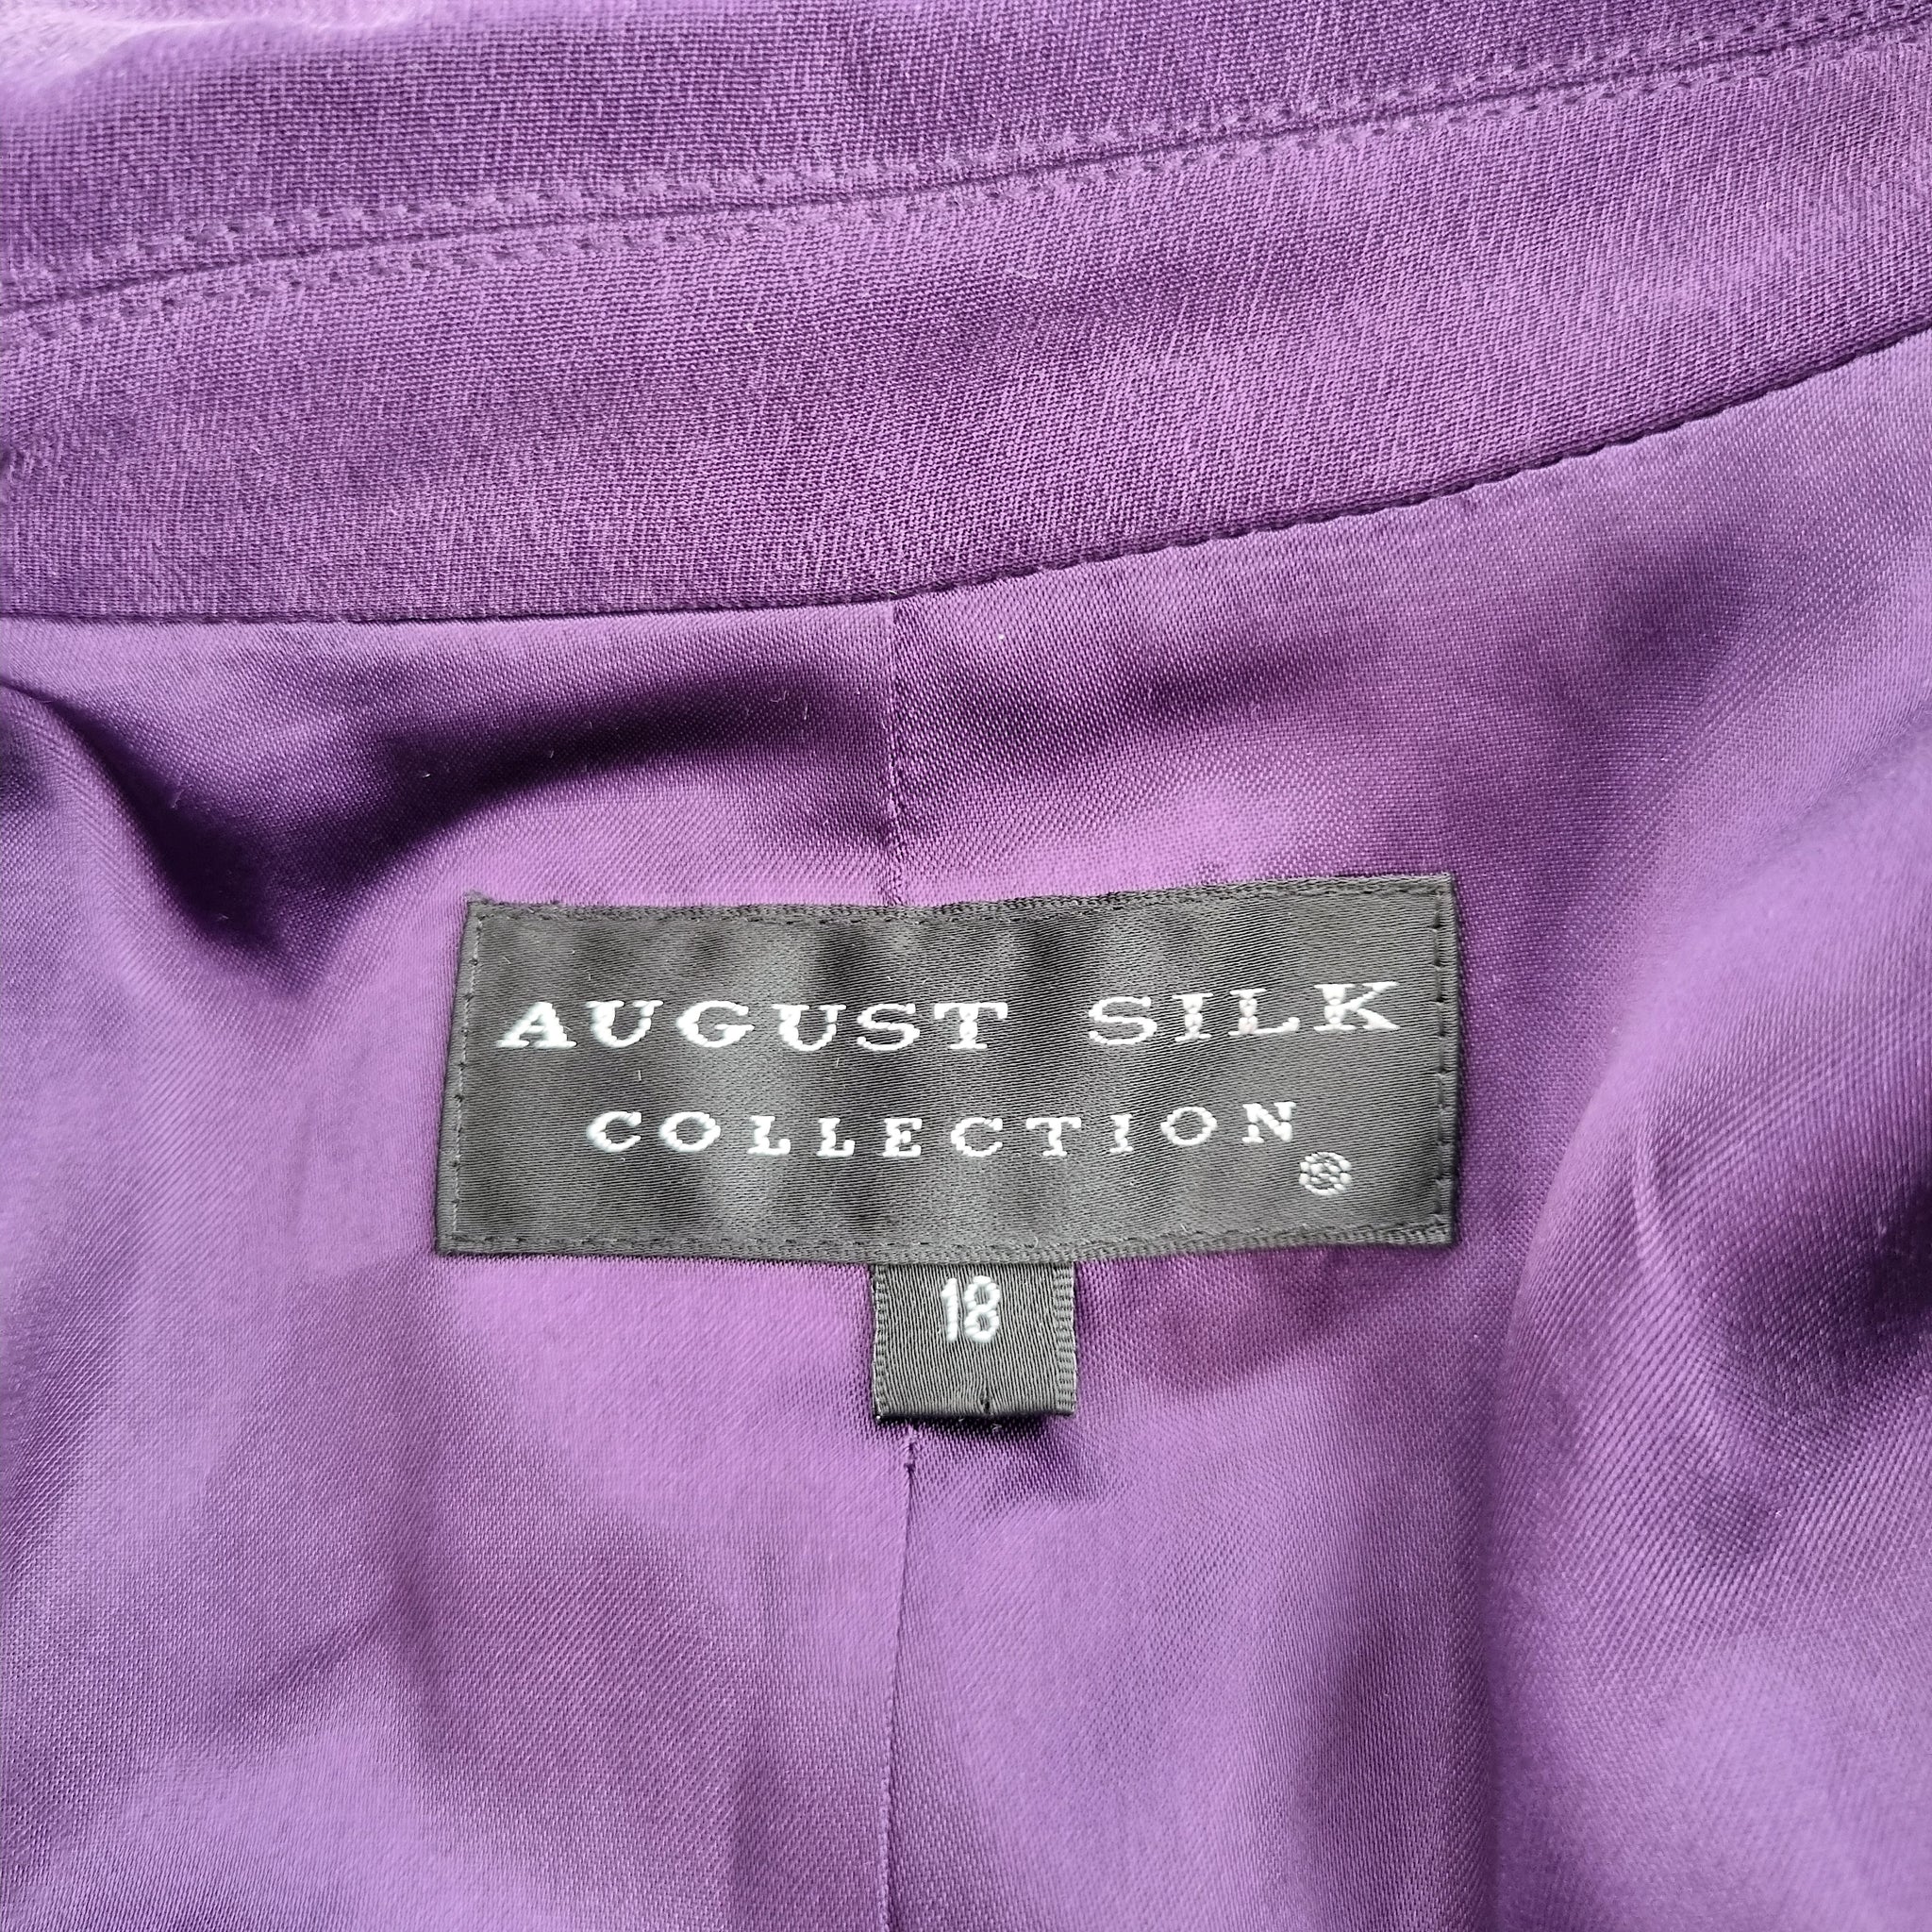 AUGUST SILK
COLLECTION
®
18